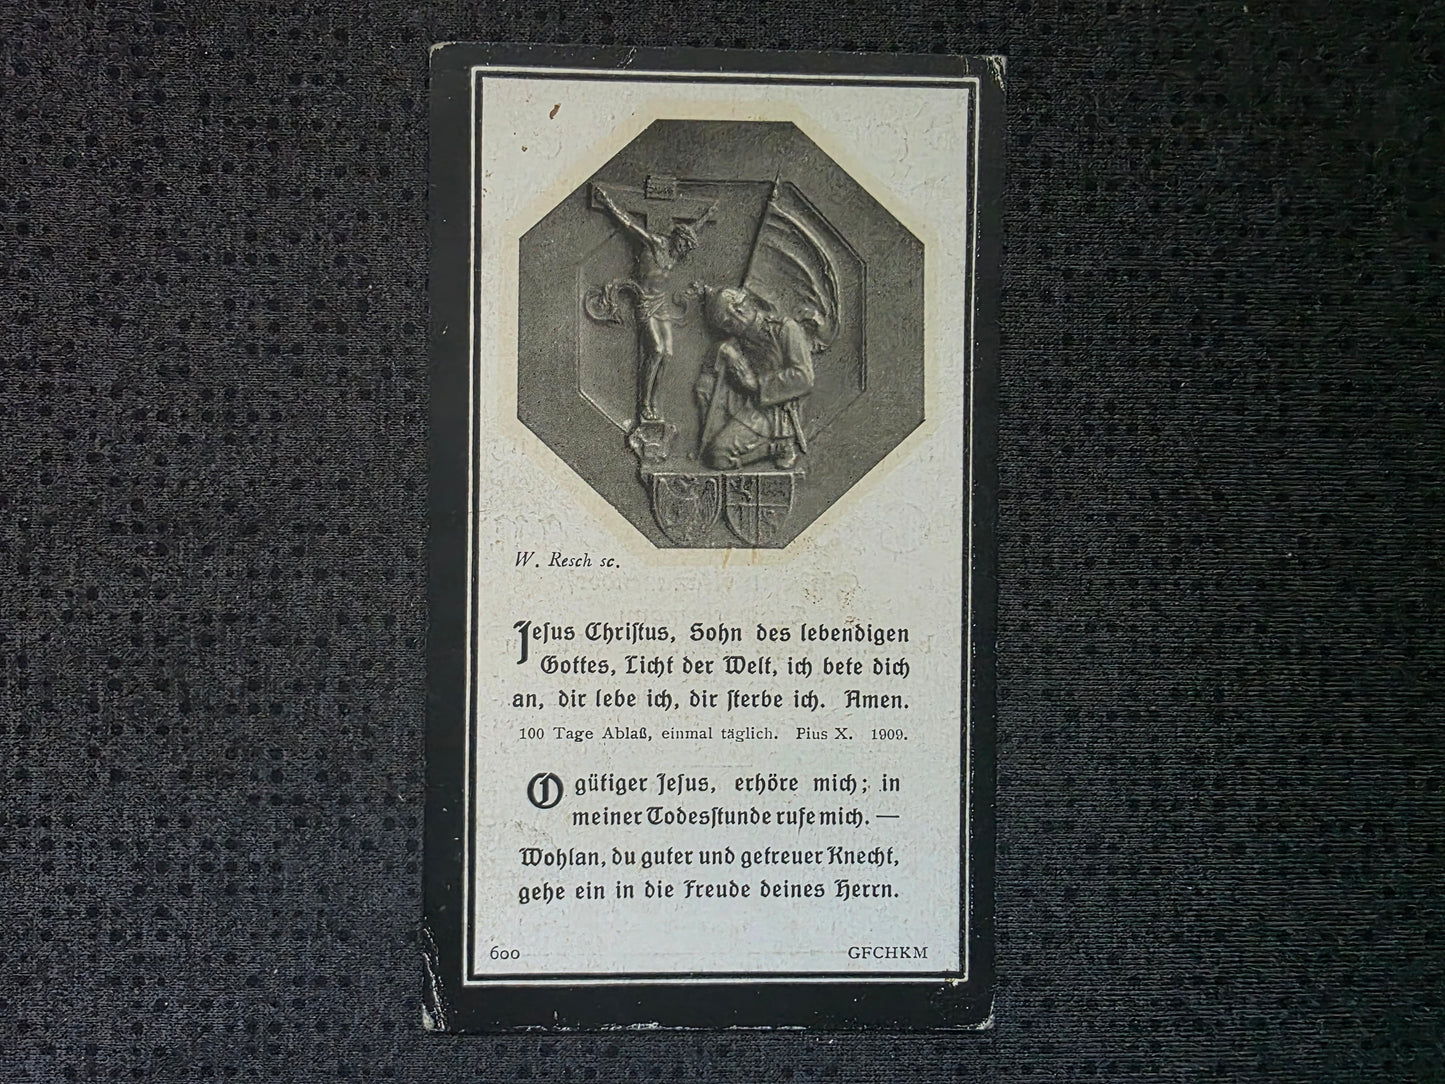 W. Resch sc.
Jeſus Chriſtus, Sohn des lebendigen
Gottes, Licht der Welt, ich bete dich
an, dir lebe ich, dir ſterbe ich. Amen.
100 Tage Ablaß, einmal täglich. Pius X. 1909.
O gütiger Jeſus, erhöre mich; in
meiner Todesſtunde rufe mich. —
Wohlan, du guter und getreuer Knecht,
gehe ein in die Freude deines Herrn.
600
GFCHKM